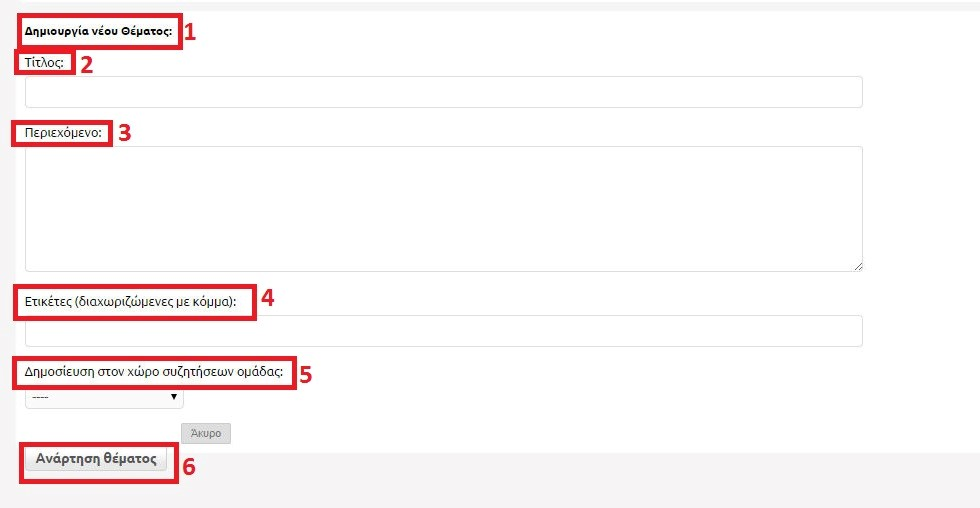 Δημιουργία νέου Θέματος: 1
Τίτλος: 2
Περιεχόμενο: 3
Ετικέτες (διαχωριζώμενες με κόμμα): 4
Δημοσίευση στον χώρο συζητήσεων ομάδας: 5
----
Άκυρο
Ανάρτηση θέματος 6